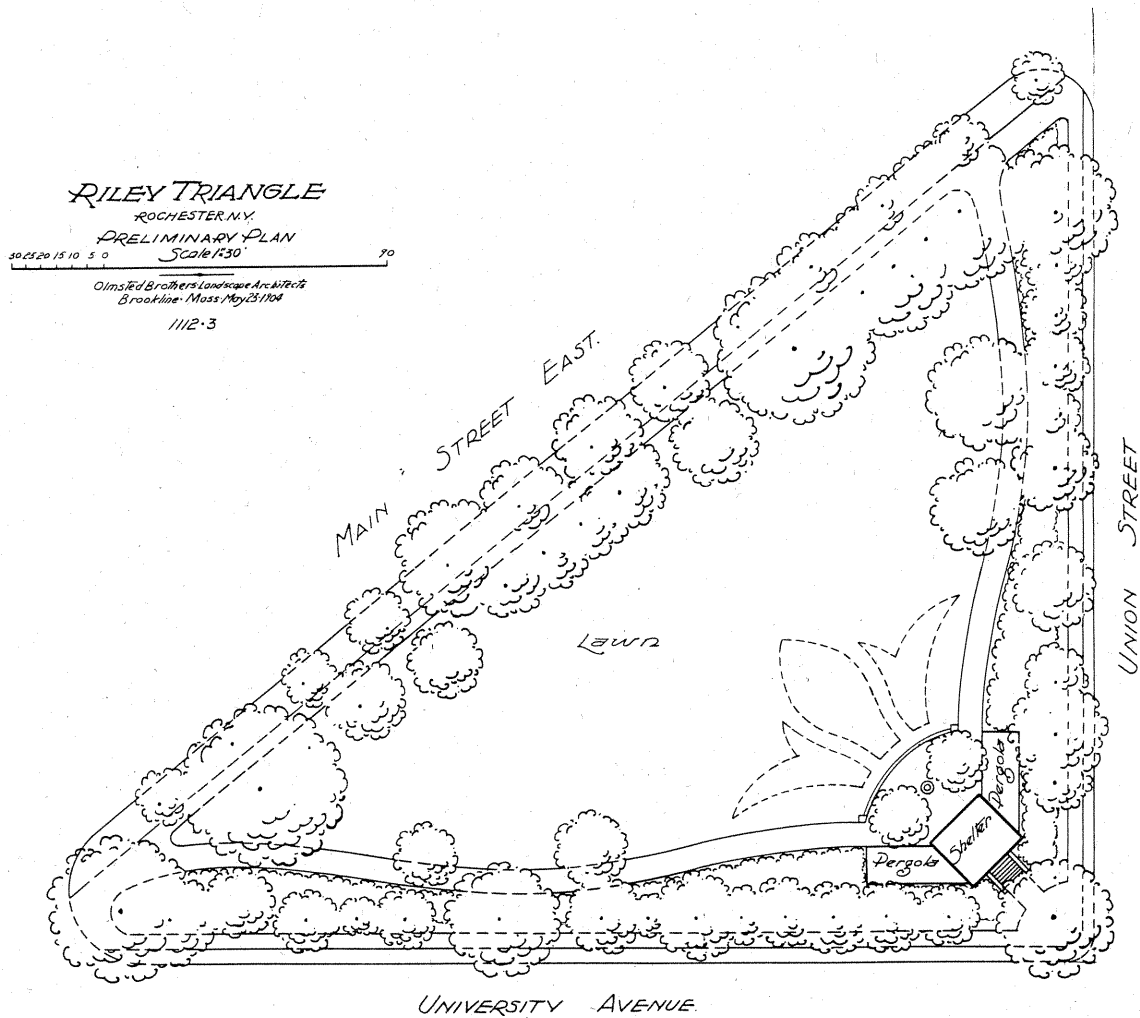 RILEY TRIANGLE
ROCHESTER N.Y.
PRELIMINARY PLAN
Scale 1"=30'
30 25 20 15 10 5 0 90
Olmsted Brothers·Landscape Architects
Brookline·Mass·May 25·1904
1112·3
MAIN STREET EAST.
UNION STREET
Lawn
Pergola
Shelter
Pergola
UNIVERSITY AVENUE.